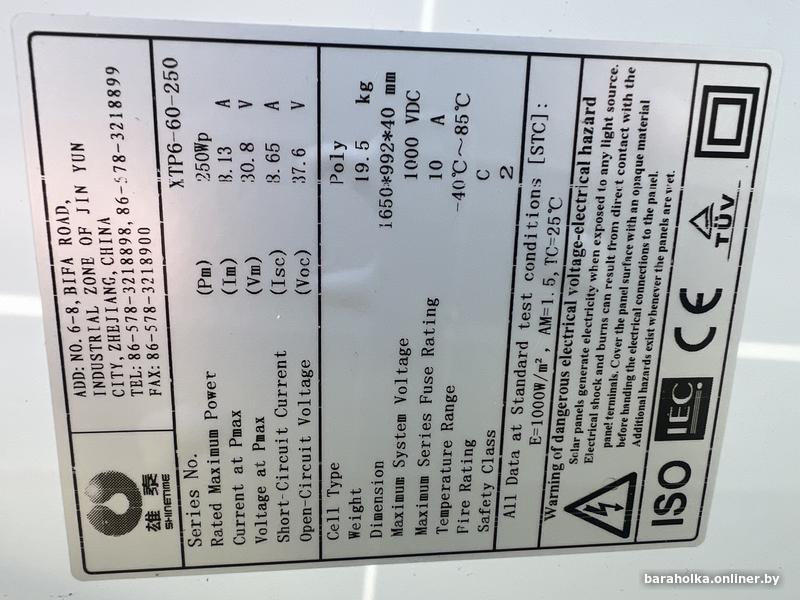 雄泰
SHINETIME
ADD: NO. 6-8, BIFA ROAD,
INDUSTRIAL ZONE OF JIN YUN
CITY, ZHEJIANG, CHINA
TEL: 86-578-3218898, 86-578-3218899
FAX: 86-578-3218900
Series No. XTP6-60-250
Rated Maximum Power (Pm) 250Wp
Current at Pmax (Im) 8.13 A
Voltage at Pmax (Vm) 30.8 V
Short-Circuit Current (Isc) 8.65 A
Open-Circuit Voltage (Voc) 37.6 V
Cell Type Poly
Weight 19.5 kg
Dimension 1650*992*40 mm
Maximum System Voltage 1000 VDC
Maximum Series Fuse Rating 10 A
Temperature Range -40℃~85℃
Fire Rating C
Safety Class 2
All Data at Standard test conditions [STC]:
E=1000W/m², AM=1.5, TC=25℃
Warning of dangerous electrical voltage-electrical hazard
Solar panels generate electricity when exposed to any light source.
Electrical shock and burns can result from direct contact with the
panel terminals. Cover the panel surface with an opaque material
before handing the electrical connections to the panel.
Additional hazards exist whenever the panels are wet.
ISO IEC CE TÜV
baraholka.onliner.by